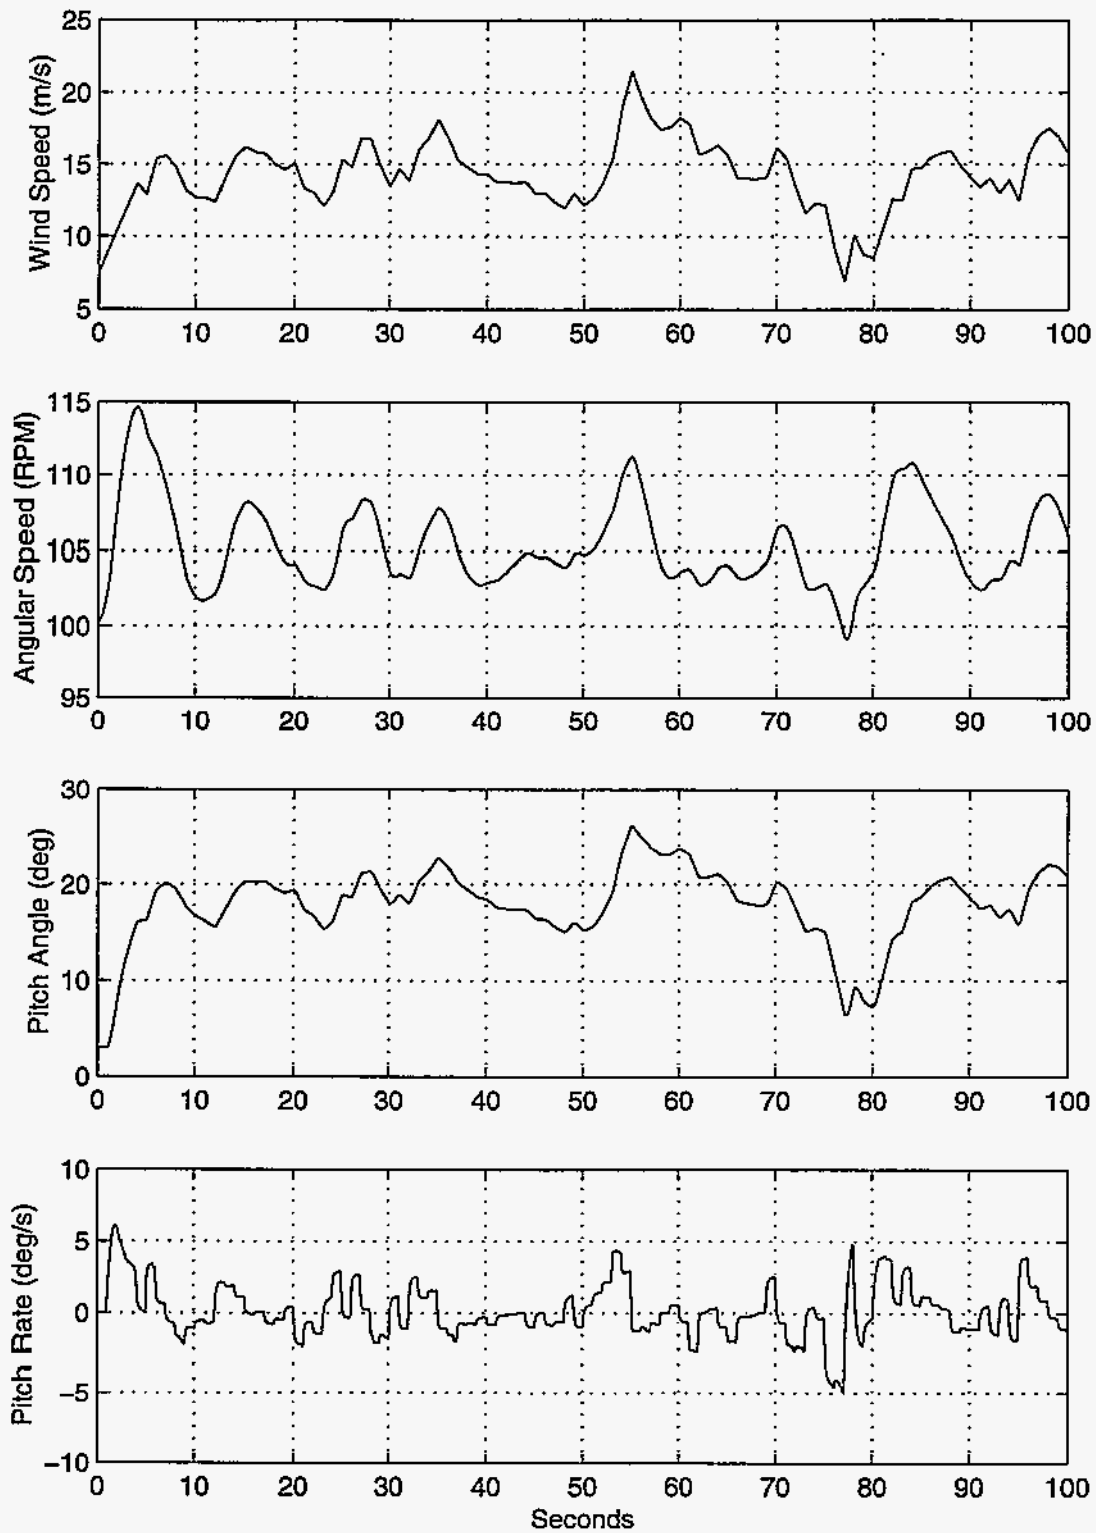 25
20
15
10
5
Wind Speed (m/s)
0 10 20 30 40 50 60 70 80 90 100
115
110
105
100
95
Angular Speed (RPM)
0 10 20 30 40 50 60 70 80 90 100
30
20
10
0
Pitch Angle (deg)
0 10 20 30 40 50 60 70 80 90 100
10
5
0
−5
−10
Pitch Rate (deg/s)
0 10 20 30 40 50 60 70 80 90 100
Seconds